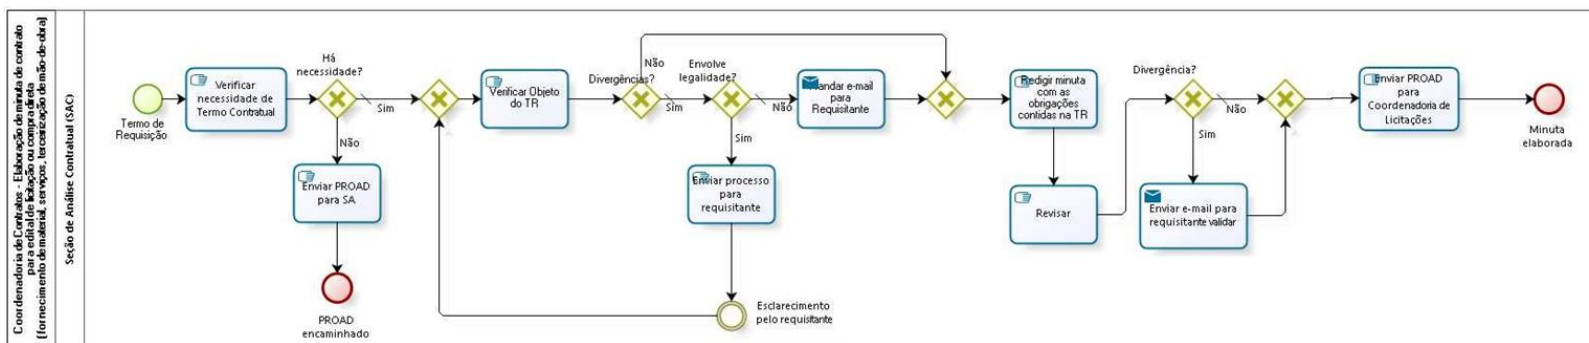 Coordenadoria de Contratos - Elaboração de minuta de contrato
para edital de licitação ou compra direta
(fornecimento de material, serviços, terceirização de mão-de-obra)
Seção de Análise Contratual (SAC)
Termo de
Requisição
Verificar
necessidade de
Termo Contratual
Há
necessidade?
Sim
Não
Enviar PROAD
para SA
PROAD
encaminhado
Verificar Objeto
do TR
Divergências?
Não
Sim
Envolve
legalidade?
Não
Sim
Enviar processo
para
requisitante
Esclarecimento
pelo requisitante
Mandar e-mail
para
Requisitante
Redigir minuta
com as
obrigações
contidas na TR
Revisar
Divergência?
Não
Sim
Enviar e-mail para
requisitante validar
Enviar PROAD
para
Coordenadoria de
Licitações
Minuta
elaborada